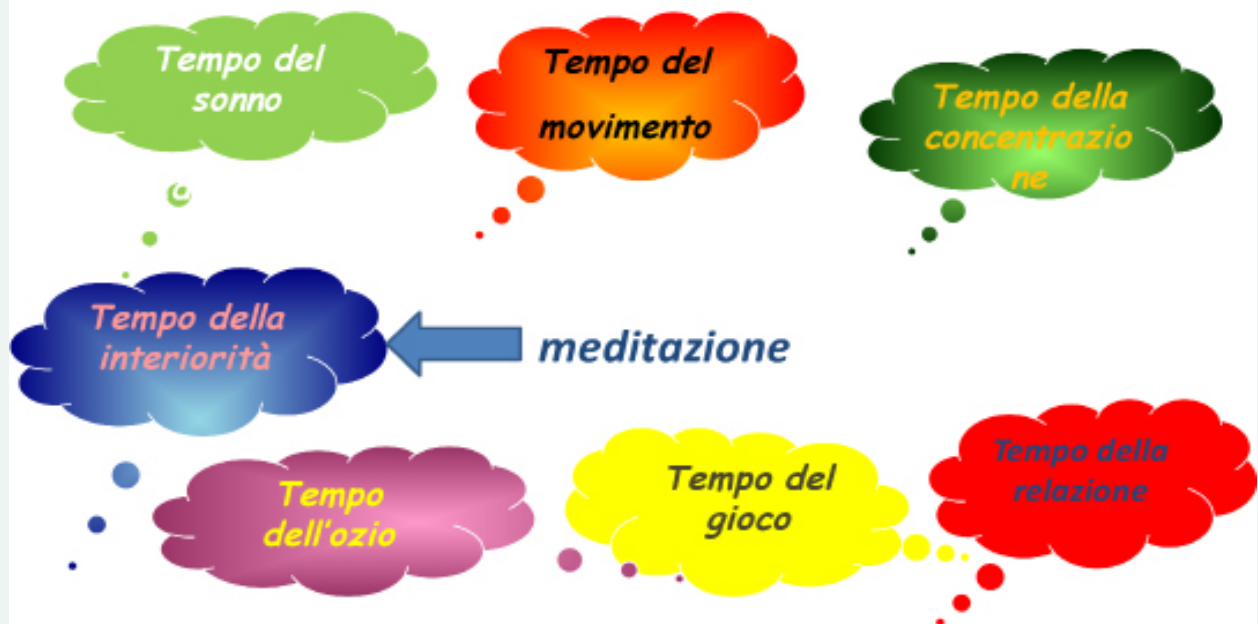 Tempo del
sonno
Tempo del
movimento
Tempo della
concentrazio
ne
Tempo della
interiorità
meditazione
Tempo
dell'ozio
Tempo del
gioco
Tempo della
relazione